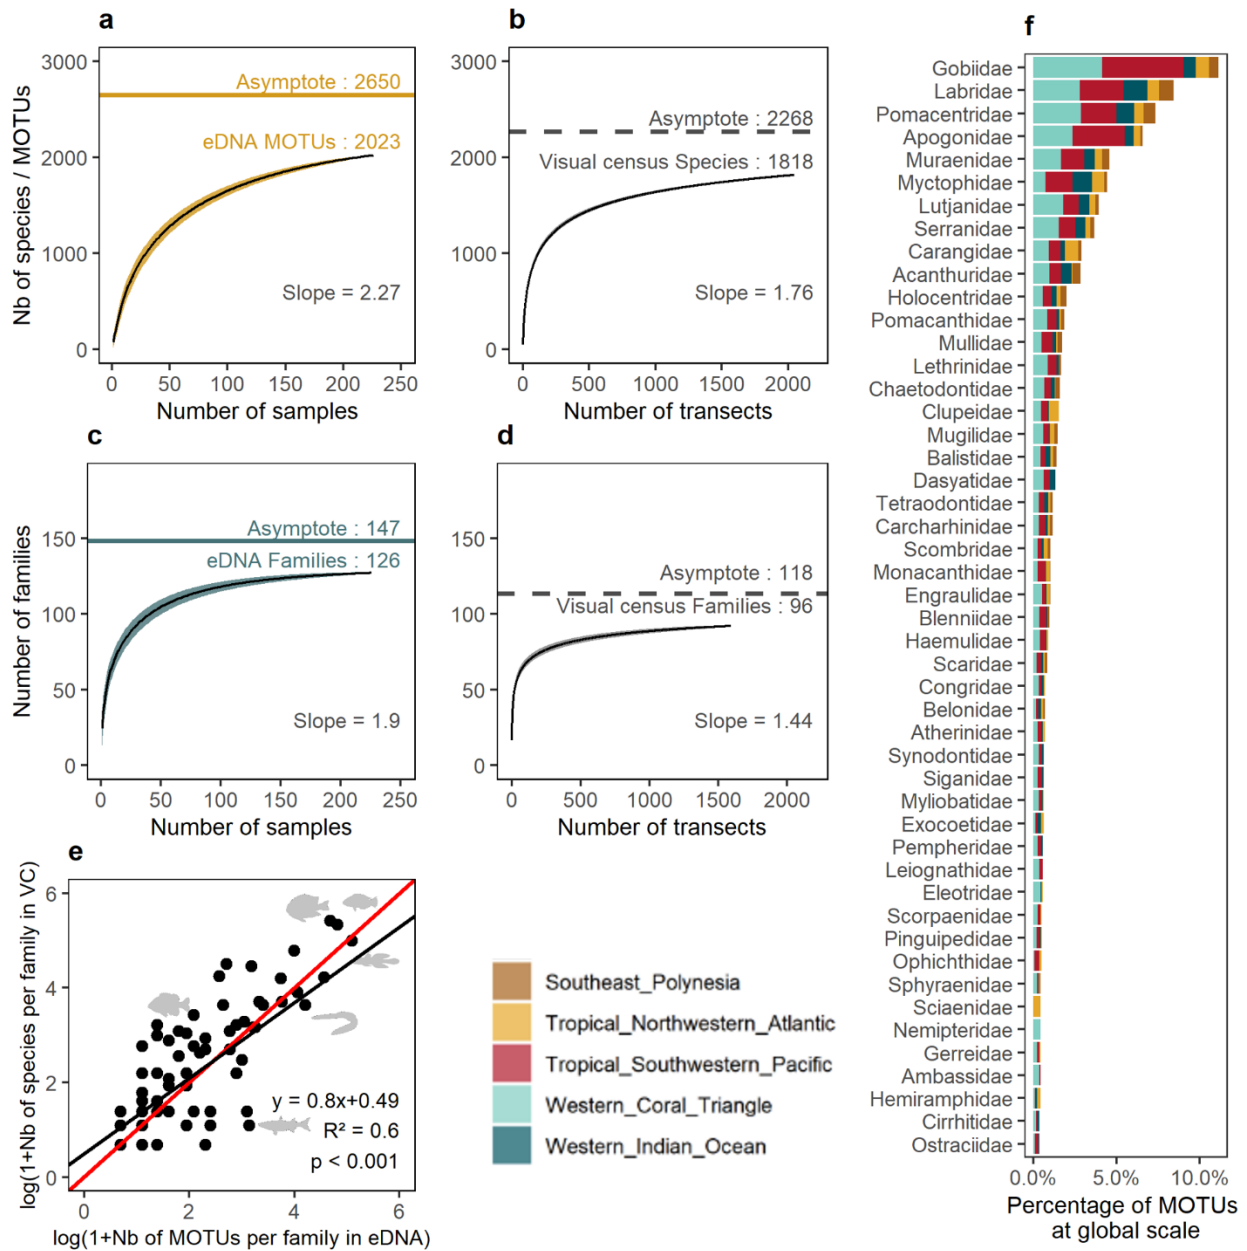 a
3000
2000
1000
0
Nb of species / MOTUs
Asymptote : 2650
eDNA MOTUs : 2023
Slope = 2.27
0 50 100 150 200 250
Number of samples
b
3000
2000
1000
0
Asymptote : 2268
Visual census Species : 1818
Slope = 1.76
0 500 1000 1500 2000
Number of transects
c
150
100
50
0
Number of families
Asymptote : 147
eDNA Families : 126
Slope = 1.9
0 50 100 150 200 250
Number of samples
d
150
100
50
0
Asymptote : 118
Visual census Families : 96
Slope = 1.44
0 500 1000 1500 2000
Number of transects
e
6
4
2
0
log(1+Nb of species per family in VC)
y = 0.8x+0.49
R² = 0.6
p < 0.001
0 2 4 6
log(1+Nb of MOTUs per family in eDNA)
Southeast_Polynesia
Tropical_Northwestern_Atlantic
Tropical_Southwestern_Pacific
Western_Coral_Triangle
Western_Indian_Ocean
f
Gobiidae
Labridae
Pomacentridae
Apogonidae
Muraenidae
Myctophidae
Lutjanidae
Serranidae
Carangidae
Acanthuridae
Holocentridae
Pomacanthidae
Mullidae
Lethrinidae
Chaetodontidae
Clupeidae
Mugilidae
Balistidae
Dasyatidae
Tetraodontidae
Carcharhinidae
Scombridae
Monacanthidae
Engraulidae
Blenniidae
Haemulidae
Scaridae
Congridae
Belonidae
Atherinidae
Synodontidae
Siganidae
Myliobatidae
Exocoetidae
Pempheridae
Leiognathidae
Eleotridae
Scorpaenidae
Pinguipedidae
Ophichthidae
Sphyraenidae
Sciaenidae
Nemipteridae
Gerreidae
Ambassidae
Hemiramphidae
Cirrhitidae
Ostraciidae
0.0% 5.0% 10.0%
Percentage of MOTUs
at global scale